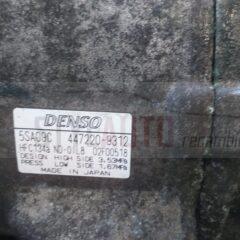 DENSO
5SA09C 447220-9312
HFC134a ND-OIL8 02F00518
DESIGN HIGH SIDE 3.53MPa
PRESS LOW SIDE 1.67MPa
MADE IN JAPAN